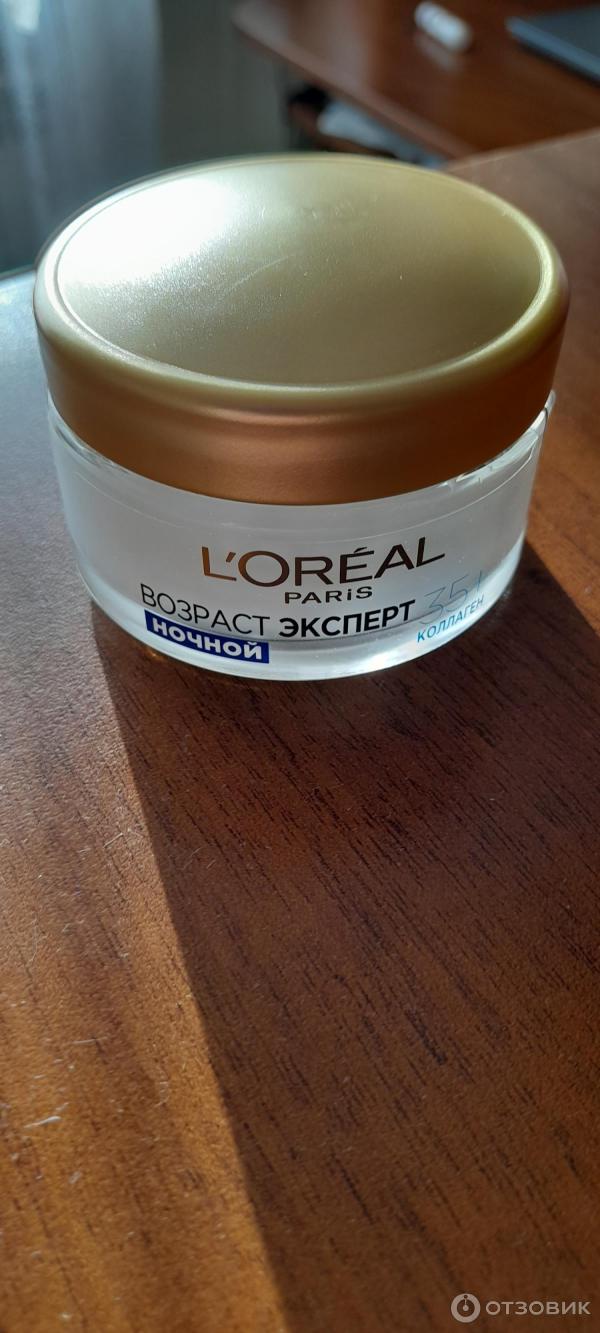 L'ORÉAL
PARiS
ВОЗРАСТ ЭКСПЕРТ 35+
НОЧНОЙ КОЛЛАГЕН
ОТЗОВИК